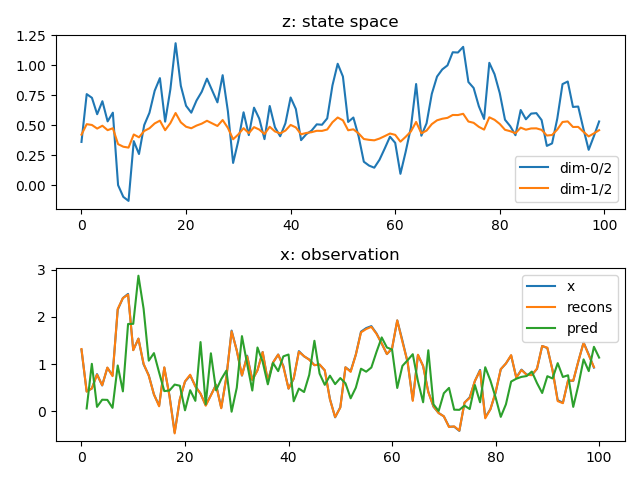 z: state space
1.25
1.00
0.75
0.50
0.25
0.00
dim-0/2
dim-1/2
0 20 40 60 80 100
x: observation
3
2
1
0
x
recons
pred
0 20 40 60 80 100